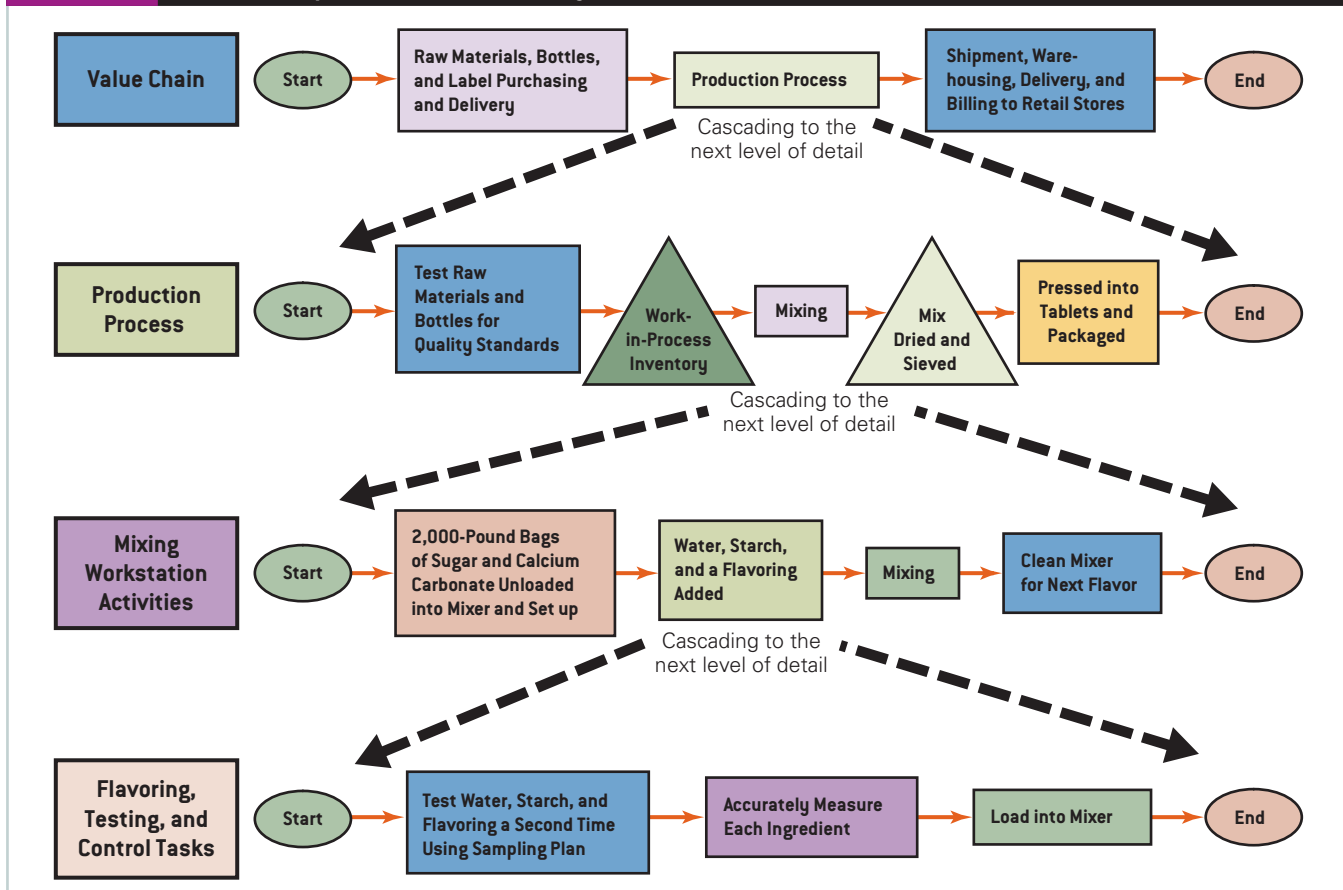 Value Chain
Start
Raw Materials, Bottles,
and Label Purchasing
and Delivery
Production Process
Shipment, Ware-
housing, Delivery, and
Billing to Retail Stores
End
Cascading to the
next level of detail
Production
Process
Start
Test Raw
Materials and
Bottles for
Quality Standards
Work-
in-Process
Inventory
Mixing
Mix
Dried and
Sieved
Pressed into
Tablets and
Packaged
End
Cascading to the
next level of detail
Mixing
Workstation
Activities
Start
2,000-Pound Bags
of Sugar and Calcium
Carbonate Unloaded
into Mixer and Set up
Water, Starch,
and a Flavoring
Added
Mixing
Clean Mixer
for Next Flavor
End
Cascading to the
next level of detail
Flavoring,
Testing, and
Control Tasks
Start
Test Water, Starch, and
Flavoring a Second Time
Using Sampling Plan
Accurately Measure
Each Ingredient
Load into Mixer
End